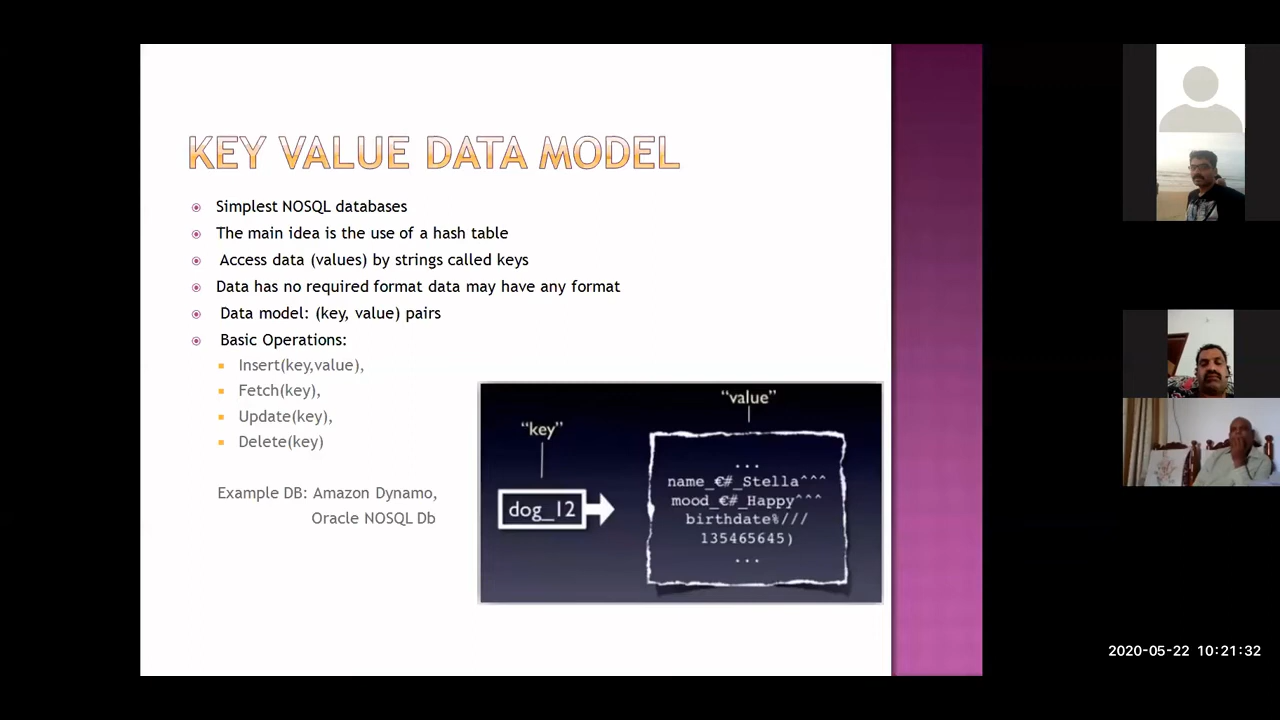 KEY VALUE DATA MODEL
Simplest NOSQL databases
The main idea is the use of a hash table
Access data (values) by strings called keys
Data has no required format data may have any format
Data model: (key, value) pairs
Basic Operations:
Insert(key,value),
Fetch(key),
Update(key),
Delete(key)
Example DB: Amazon Dynamo,
Oracle NOSQL Db
“key”
dog_12
“value”
...
name_€#_Stella^^^
mood_€#_Happy^^^
birthdate%///
135465645)
...
2020-05-22 10:21:32